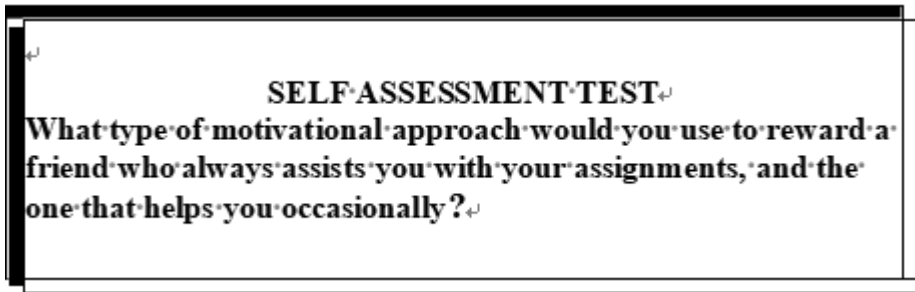 SELF ASSESSMENT TEST
What type of motivational approach would you use to reward a
friend who always assists you with your assignments, and the
one that helps you occasionally?